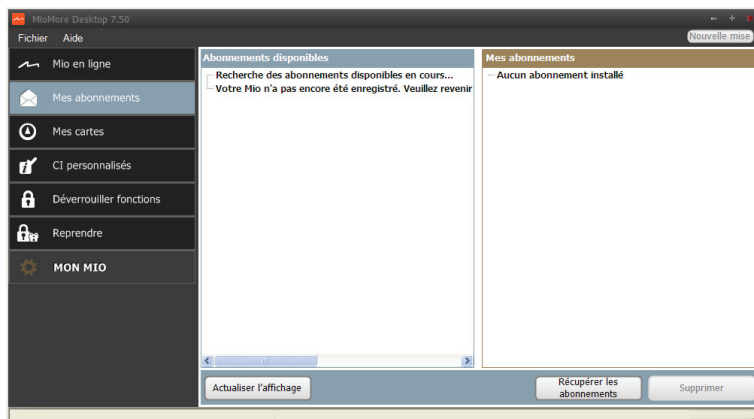 MioMore Desktop 7.50
Fichier Aide
Nouvelle mise
Mio en ligne
Mes abonnements
Mes cartes
CI personnalisés
Déverrouiller fonctions
Reprendre
MON MIO
Abonnements disponibles
Recherche des abonnements disponibles en cours...
Votre Mio n'a pas encore été enregistré. Veuillez revenir
Mes abonnements
Aucun abonnement installé
Actualiser l'affichage
Récupérer les
abonnements
Supprimer